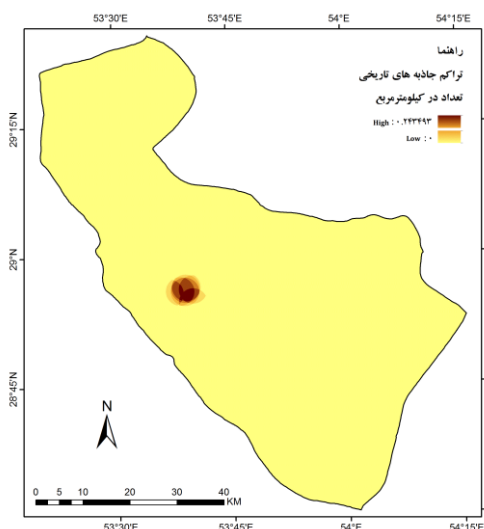 53°30'E 53°45'E 54°E 54°15'E
راهنما
تراکم جاذبه های تاریخی
تعداد در کیلومترمربع
High : ۰.۲۴۳۴۹۳
Low : ۰
29°15'N
29°N
28°45'N
N
0 5 10 20 30 40
KM
53°30'E 53°45'E 54°E 54°15'E